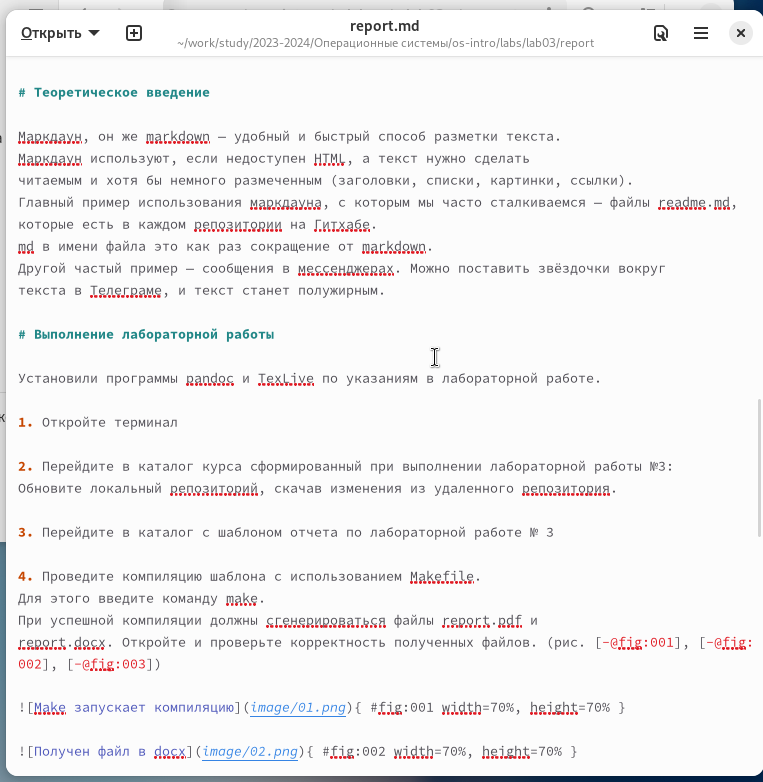 Открыть
report.md
~/work/study/2023-2024/Операционные системы/os-intro/labs/lab03/report
# Теоретическое введение
Маркдаун, он же markdown — удобный и быстрый способ разметки текста.
Маркдаун используют, если недоступен HTML, а текст нужно сделать
читаемым и хотя бы немного размеченным (заголовки, списки, картинки, ссылки).
Главный пример использования маркдауна, с которым мы часто сталкиваемся — файлы readme.md,
которые есть в каждом репозитории на Гитхабе.
md в имени файла это как раз сокращение от markdown.
Другой частый пример — сообщения в мессенджерах. Можно поставить звёздочки вокруг
текста в Телеграме, и текст станет полужирным.
# Выполнение лабораторной работы
Установили программы pandoc и TexLive по указаниям в лабораторной работе.
1. Откройте терминал
2. Перейдите в каталог курса сформированный при выполнении лабораторной работы №3:
Обновите локальный репозиторий, скачав изменения из удаленного репозитория.
3. Перейдите в каталог с шаблоном отчета по лабораторной работе № 3
4. Проведите компиляцию шаблона с использованием Makefile.
Для этого введите команду make.
При успешной компиляции должны сгенерироваться файлы report.pdf и
report.docx. Откройте и проверьте корректность полученных файлов. (рис. [-@fig:001], [-@fig:
002], [-@fig:003])
![Make запускает компиляцию](image/01.png){ #fig:001 width=70%, height=70% }
![Получен файл в docx](image/02.png){ #fig:002 width=70%, height=70% }